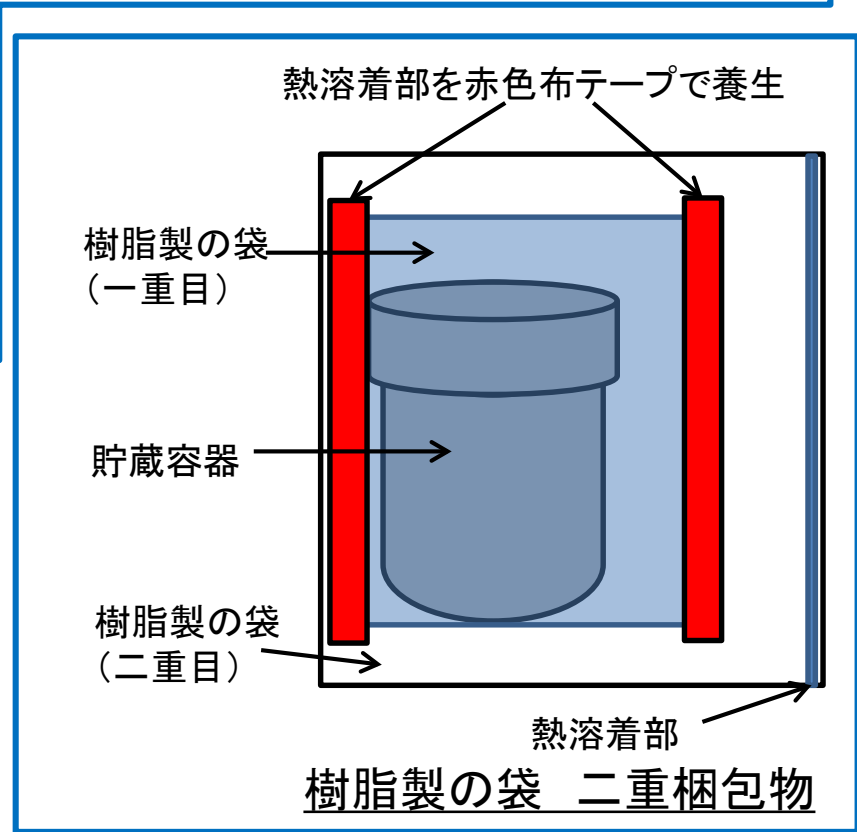 熱溶着部を赤色布テープで養生
樹脂製の袋
（一重目）
貯蔵容器
樹脂製の袋
（二重目）
熱溶着部
樹脂製の袋　二重梱包物